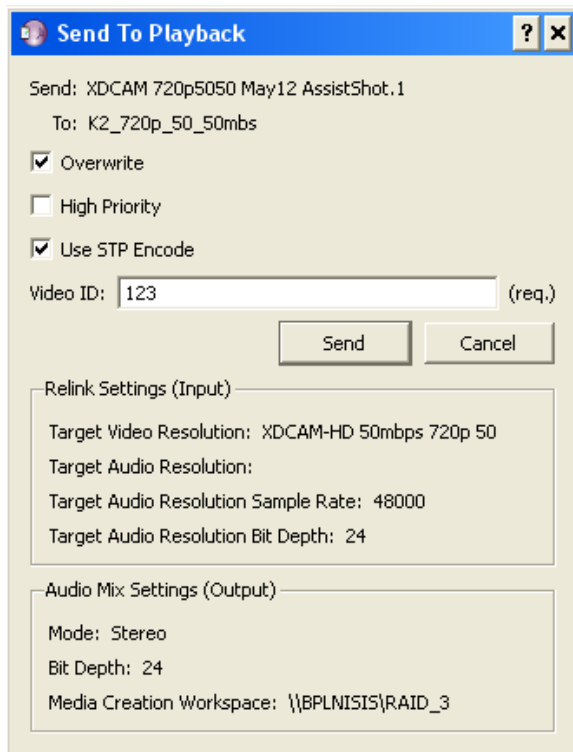 Send To Playback
Send: XDCAM 720p5050 May12 AssistShot.1
To: K2_720p_50_50mbs
Overwrite
High Priority
Use STP Encode
Video ID: 123 (req.)
Send Cancel
Relink Settings (Input)
Target Video Resolution: XDCAM-HD 50mbps 720p 50
Target Audio Resolution:
Target Audio Resolution Sample Rate: 48000
Target Audio Resolution Bit Depth: 24
Audio Mix Settings (Output)
Mode: Stereo
Bit Depth: 24
Media Creation Workspace: \\BPLNISIS\RAID_3